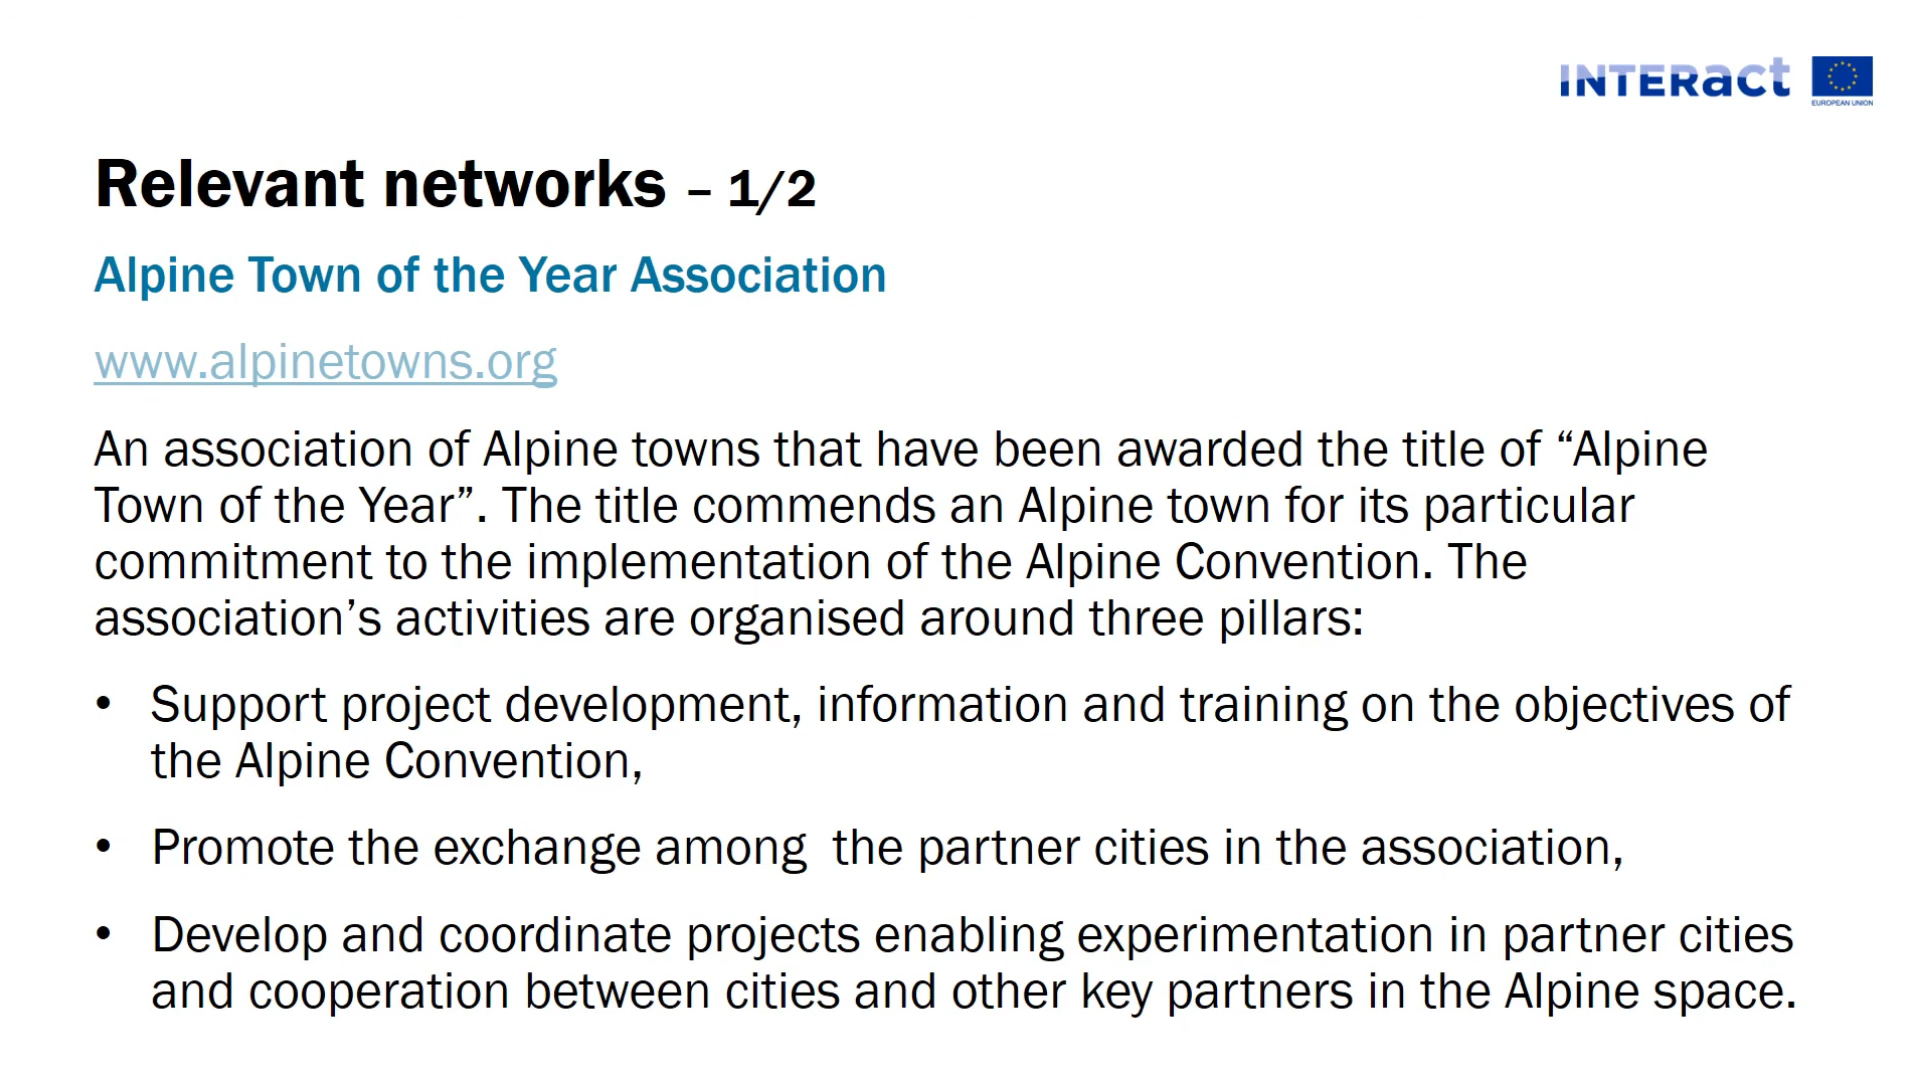 INTERact
EUROPEAN UNION
Relevant networks – 1/2
Alpine Town of the Year Association
www.alpinetowns.org
An association of Alpine towns that have been awarded the title of “Alpine
Town of the Year”. The title commends an Alpine town for its particular
commitment to the implementation of the Alpine Convention. The
association’s activities are organised around three pillars:
• Support project development, information and training on the objectives of
the Alpine Convention,
• Promote the exchange among  the partner cities in the association,
• Develop and coordinate projects enabling experimentation in partner cities
and cooperation between cities and other key partners in the Alpine space.